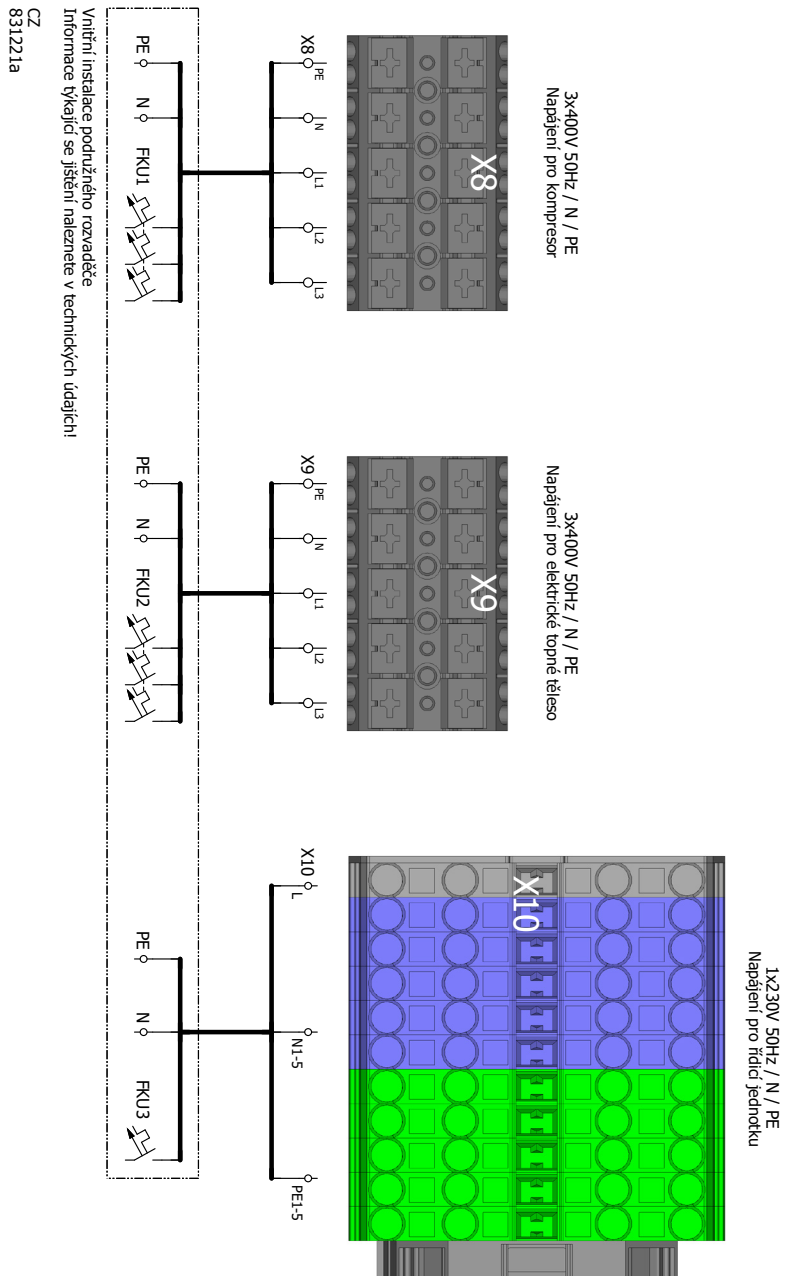 3x400V 50Hz / N / PE
Napájení pro kompresor
X8
X8
PE
N
L1
L2
L3
PE
N
FKU1
3x400V 50Hz / N / PE
Napájení pro elektrické topné těleso
X9
X9
PE
N
L1
L2
L3
PE
N
FKU2
1x230V 50Hz / N / PE
Napájení pro řídicí jednotku
X10
X10
L
N1-5
PE1-5
PE
N
FKU3
Vnitřní instalace podružného rozvaděče
Informace týkající se jištění naleznete v technických údajích!
CZ
831221a